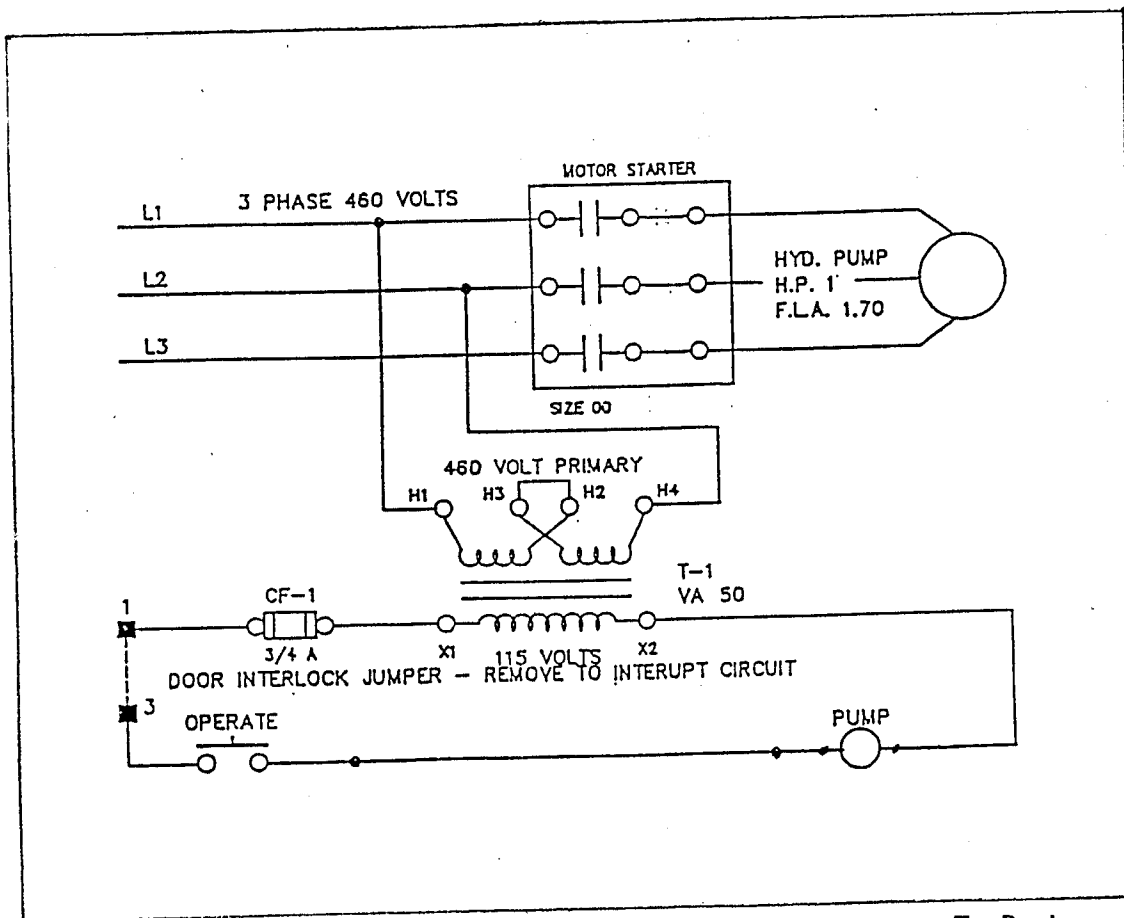 MOTOR STARTER
3 PHASE 460 VOLTS
L1
L2
L3
HYD. PUMP
H.P. 1
F.L.A. 1.70
SIZE 00
460 VOLT PRIMARY
H1 H3 H2 H4
T-1
VA 50
1
CF-1
3/4 A
X1 115 VOLTS X2
DOOR INTERLOCK JUMPER - REMOVE TO INTERUPT CIRCUIT
3
OPERATE
PUMP